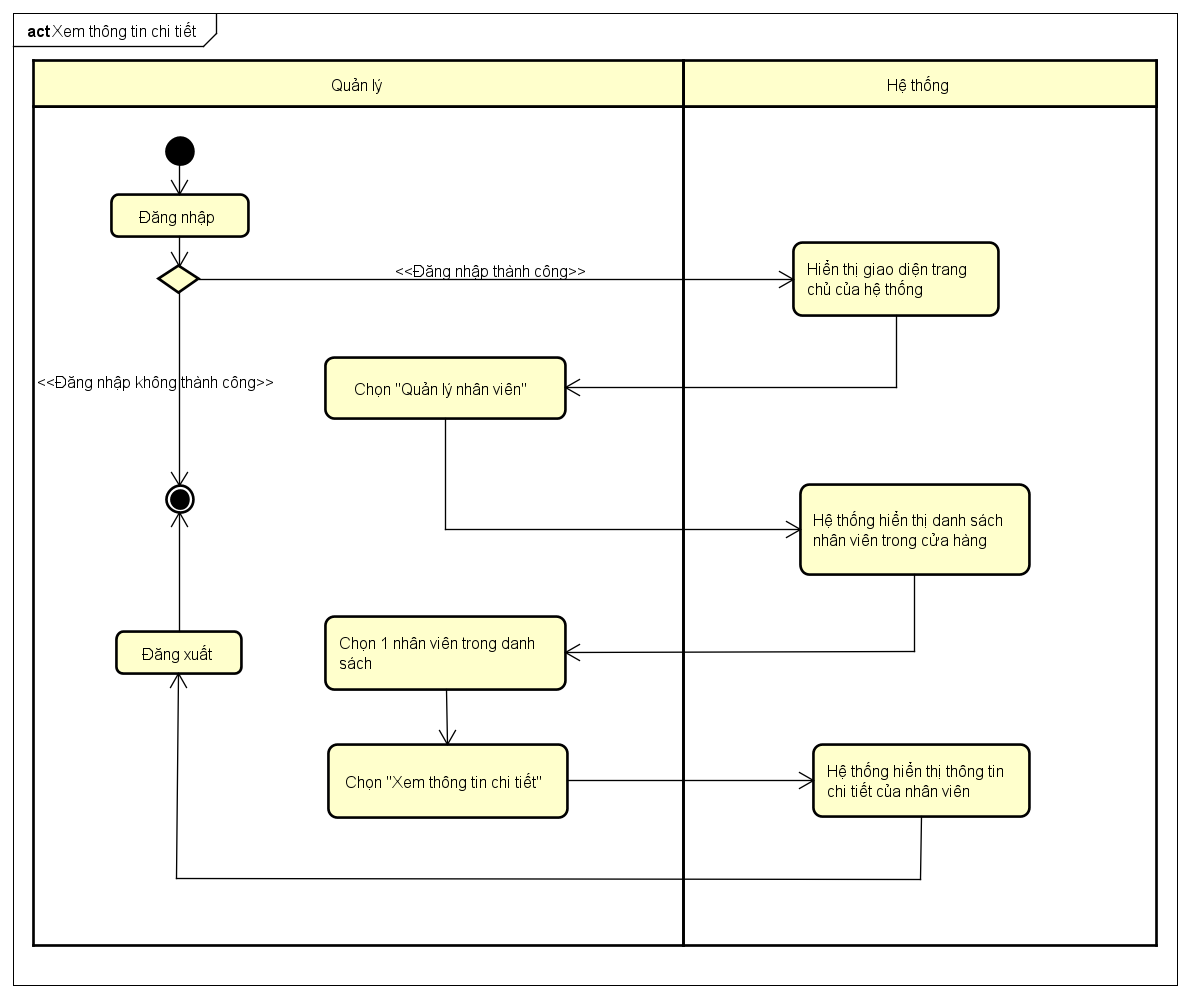 act Xem thông tin chi tiết
Quản lý
Hệ thống
Đăng nhập
<<Đăng nhập thành công>>
Hiển thị giao diện trang
chủ của hệ thống
<<Đăng nhập không thành công>>
Chọn "Quản lý nhân viên"
Hệ thống hiển thị danh sách
nhân viên trong cửa hàng
Chọn 1 nhân viên trong danh
sách
Đăng xuất
Chọn "Xem thông tin chi tiết"
Hệ thống hiển thị thông tin
chi tiết của nhân viên